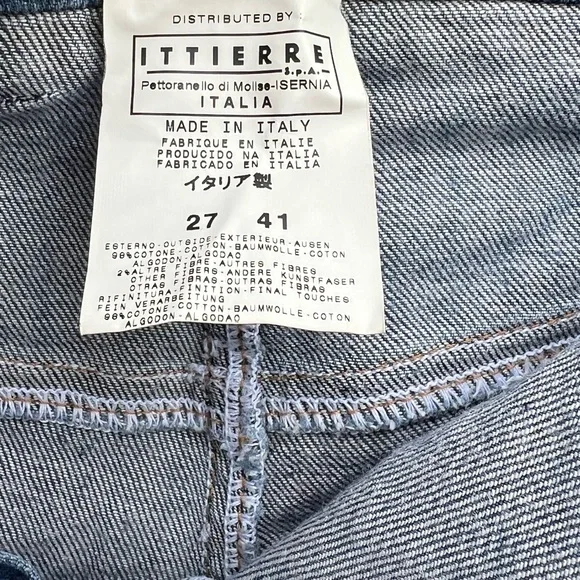 DISTRIBUTED BY :
ITTIERRE
S.p.A.
Pettoranello di Molise-ISERNIA
ITALIA
MADE IN ITALY
FABRIQUE EN ITALIE
PRODUCIDO NA ITALIA
FABRICADO EN ITALIA
イタリア製
27 41
ESTERNO-OUTSIDE-EXTERIEUR-AUSEN
98%COTONE-COTTON-BAUMWOLLE-COTON
ALGODON-ALGODAO
2%ALTRE FIBRE-AUTRES FIBRES
OTHER FIBERS-ANDERE KUNSTFASER
OTRAS FIBRAS-OUTRAS FIBRAS
RIFINITURA-FINITION-FINAL TOUCHES
FEIN VERARBEITUNG
98%COTONE-COTTON-BAUMWOLLE-COTON
ALGODON-ALGODAO